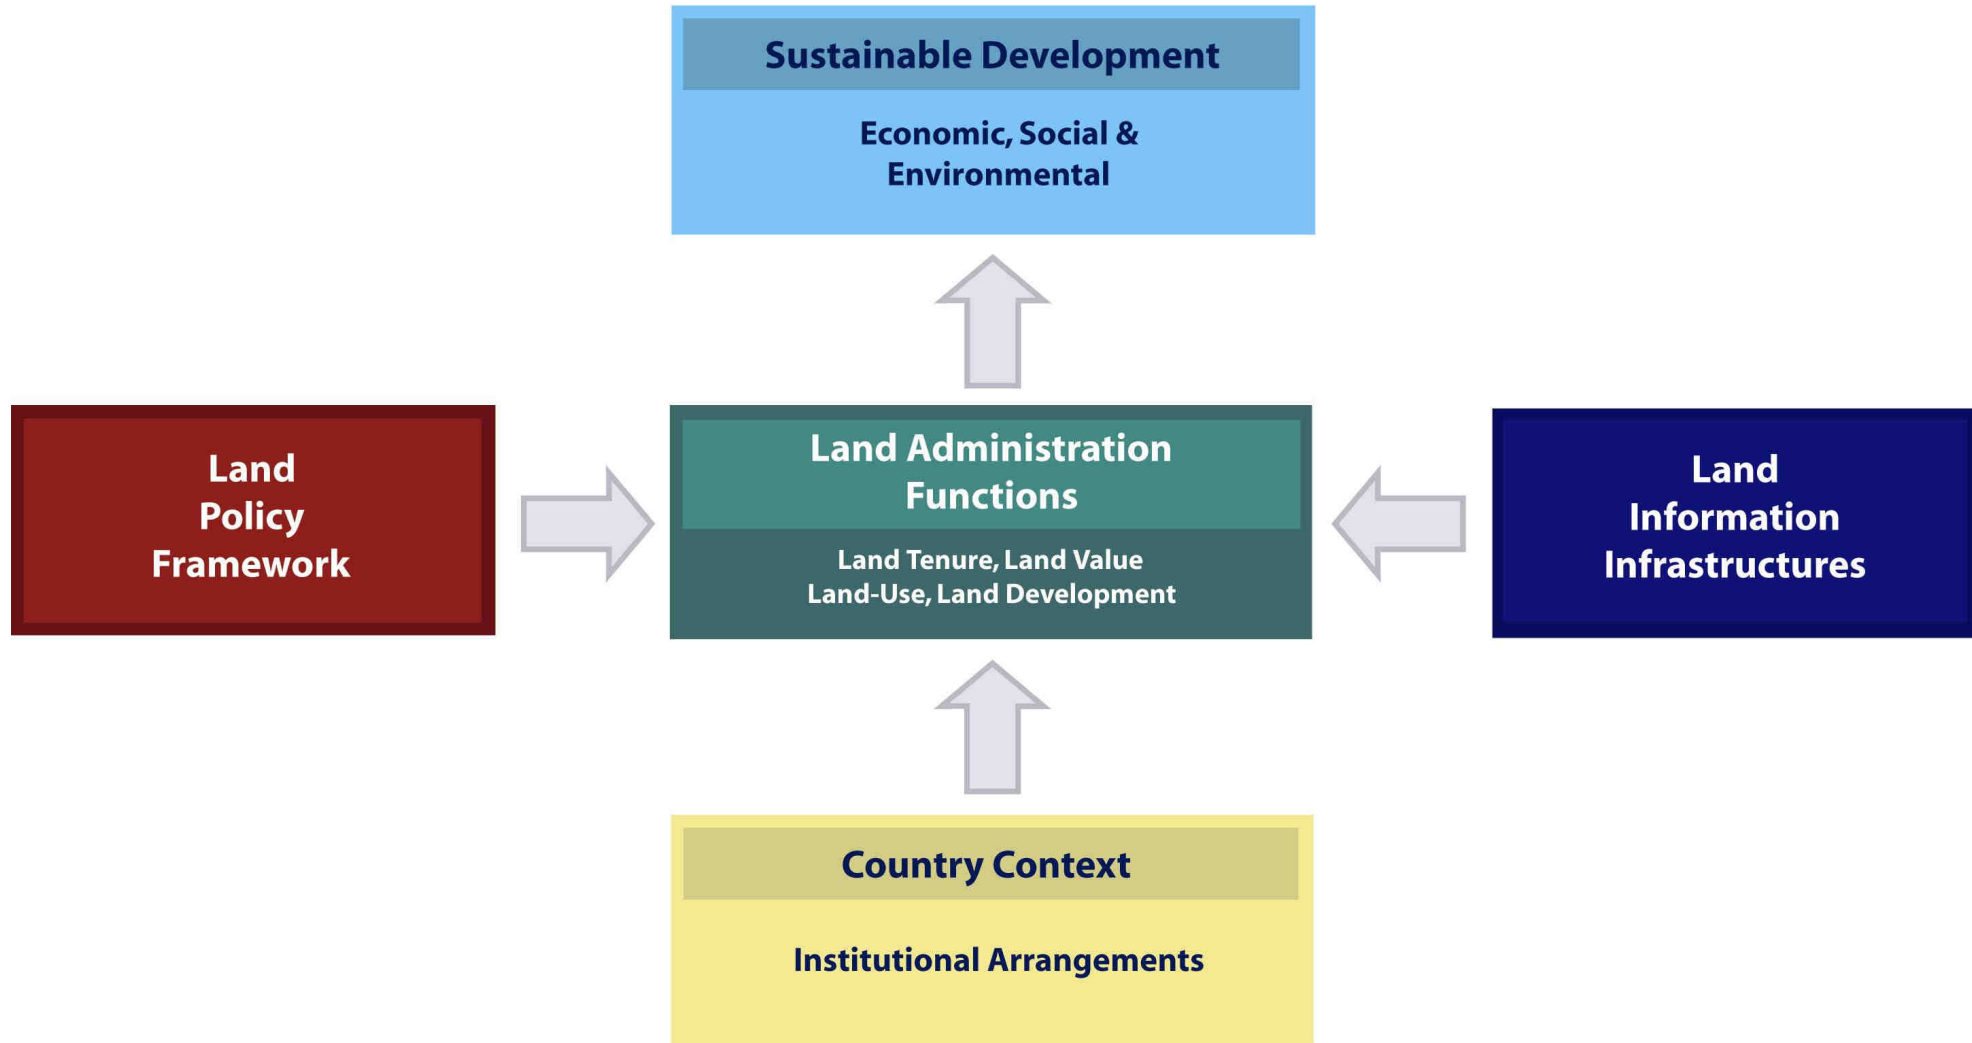 Sustainable Development
Economic, Social &
Environmental
Land
Policy
Framework
Land Administration
Functions
Land Tenure, Land Value
Land-Use, Land Development
Land
Information
Infrastructures
Country Context
Institutional Arrangements